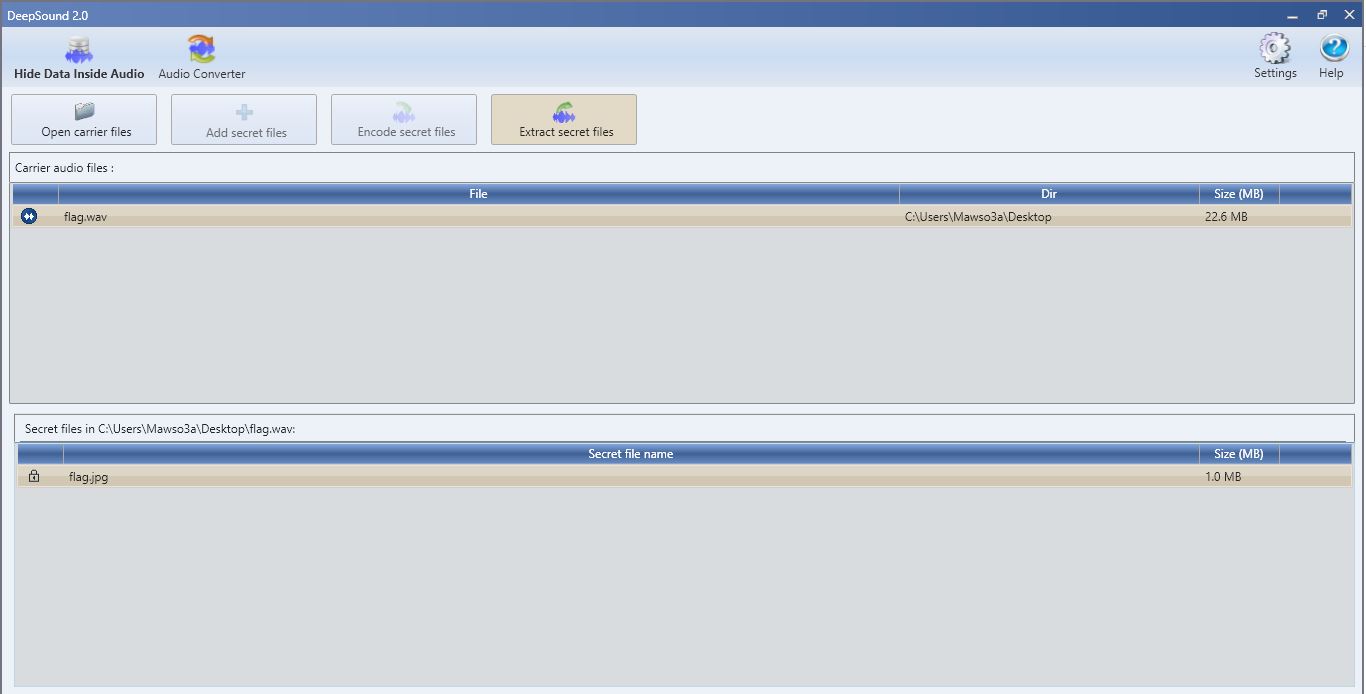 DeepSound 2.0
Hide Data Inside Audio Audio Converter Settings Help
Open carrier files Add secret files Encode secret files Extract secret files
Carrier audio files :
File Dir Size (MB)
flag.wav C:\Users\Mawso3a\Desktop 22.6 MB
Secret files in C:\Users\Mawso3a\Desktop\flag.wav:
Secret file name Size (MB)
flag.jpg 1.0 MB